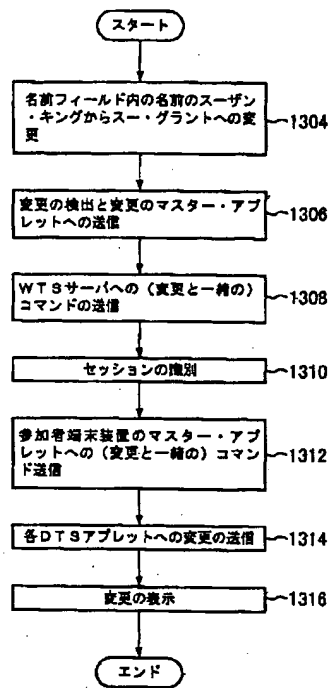 スタート
名前フィールド内の名前のスーザン
・キングからスー・グラントへの変
更
1304
変更の検出と変更のマスター・アプ
レットへの送信
1306
WTSサーバへの(変更と一緒の)
コマンドの送信
1308
セッションの識別
1310
参加者端末装置のマスター・アプ
レットへの(変更と一緒の)コマン
ド送信
1312
各DTSアプレットへの変更の送信
1314
変更の表示
1316
エンド